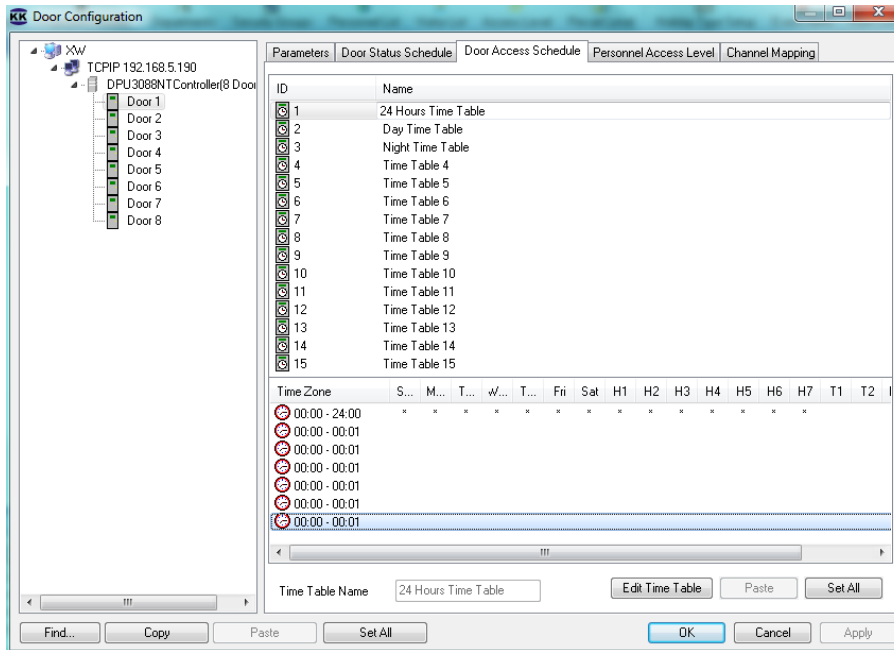 KK Door Configuration
XW
TCPIP 192.168.5.190
DPU3088NTController(8 Door
Door 1
Door 2
Door 3
Door 4
Door 5
Door 6
Door 7
Door 8
Parameters Door Status Schedule Door Access Schedule Personnel Access Level Channel Mapping
ID Name
1 24 Hours Time Table
2 Day Time Table
3 Night Time Table
4 Time Table 4
5 Time Table 5
6 Time Table 6
7 Time Table 7
8 Time Table 8
9 Time Table 9
10 Time Table 10
11 Time Table 11
12 Time Table 12
13 Time Table 13
14 Time Table 14
15 Time Table 15
Time Zone S... M... T... W... T... Fri Sat H1 H2 H3 H4 H5 H6 H7 T1 T2
00:00 - 24:00 * * * * * * * * * * * * * *
00:00 - 00:01
00:00 - 00:01
00:00 - 00:01
00:00 - 00:01
00:00 - 00:01
00:00 - 00:01
Time Table Name 24 Hours Time Table Edit Time Table Paste Set All
Find... Copy Paste Set All OK Cancel Apply